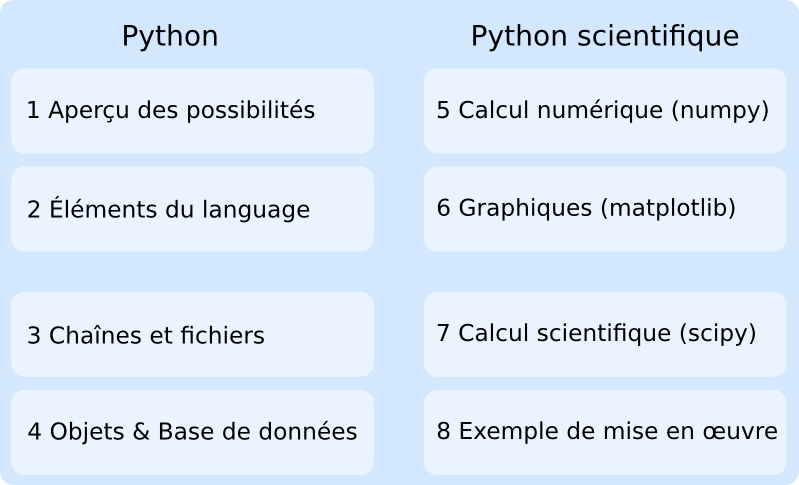 Python
1 Aperçu des possibilités
2 Éléments du language
3 Chaînes et fichiers
4 Objets & Base de données
Python scientifique
5 Calcul numérique (numpy)
6 Graphiques (matplotlib)
7 Calcul scientifique (scipy)
8 Exemple de mise en œuvre